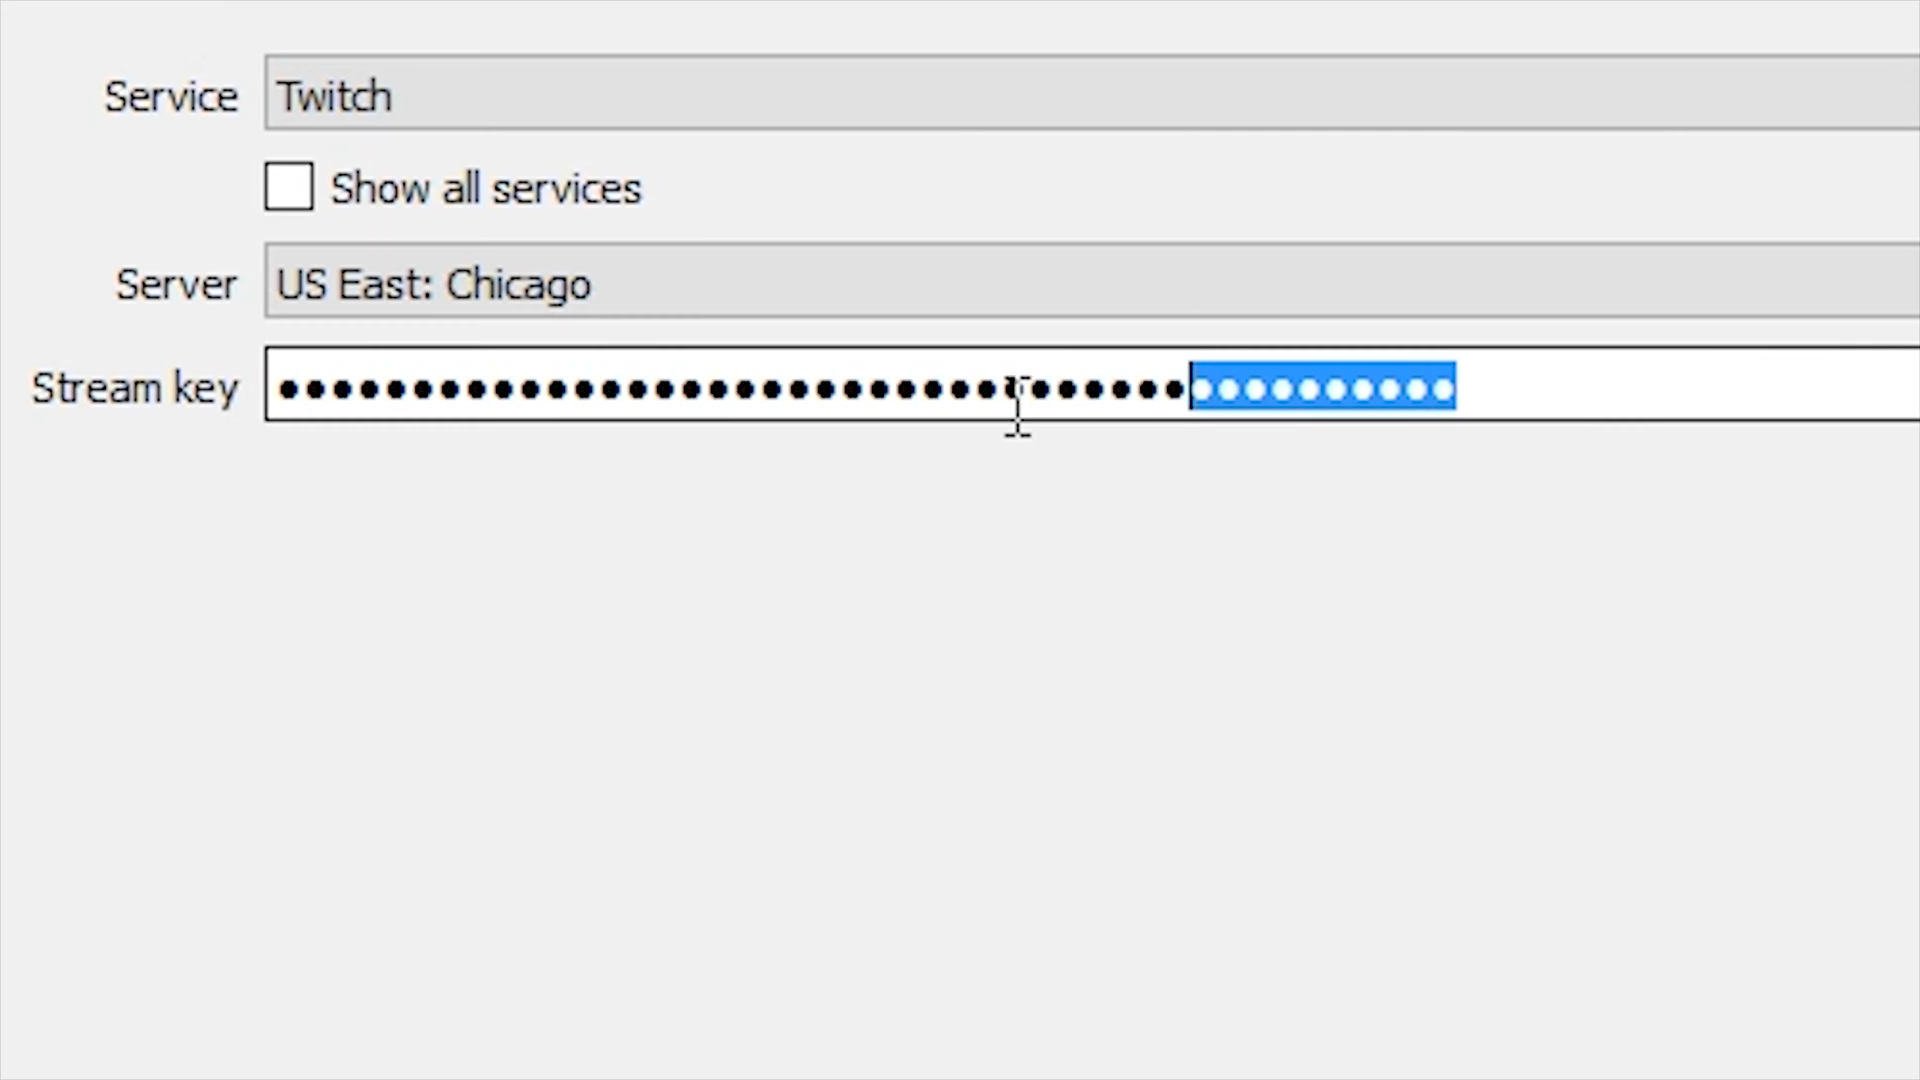 Service Twitch
Show all services
Server US East: Chicago
Stream key ••••••••••••••••••••••••••••••••••••••••••••